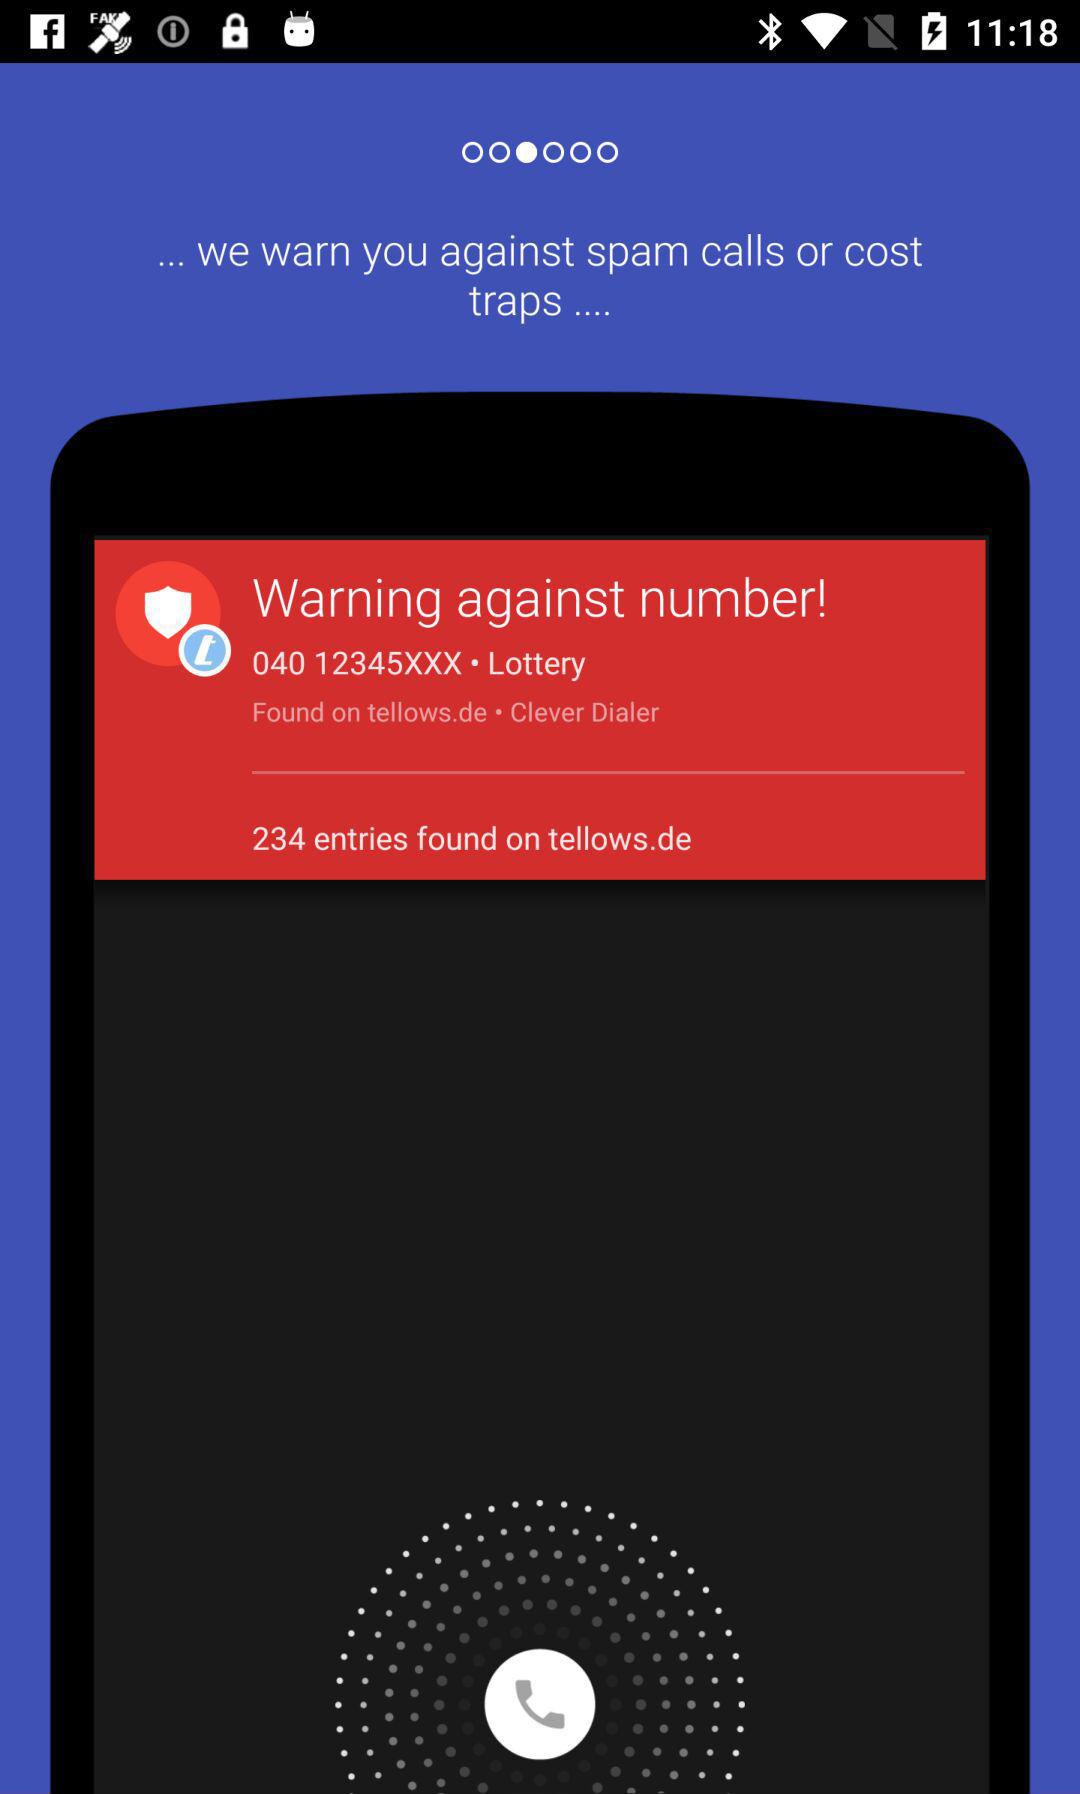 FAKE
11:18
... we warn you against spam calls or cost
traps ....
Warning against number!
040 12345XXX • Lottery
Found on tellows.de • Clever Dialer
234 entries found on tellows.de